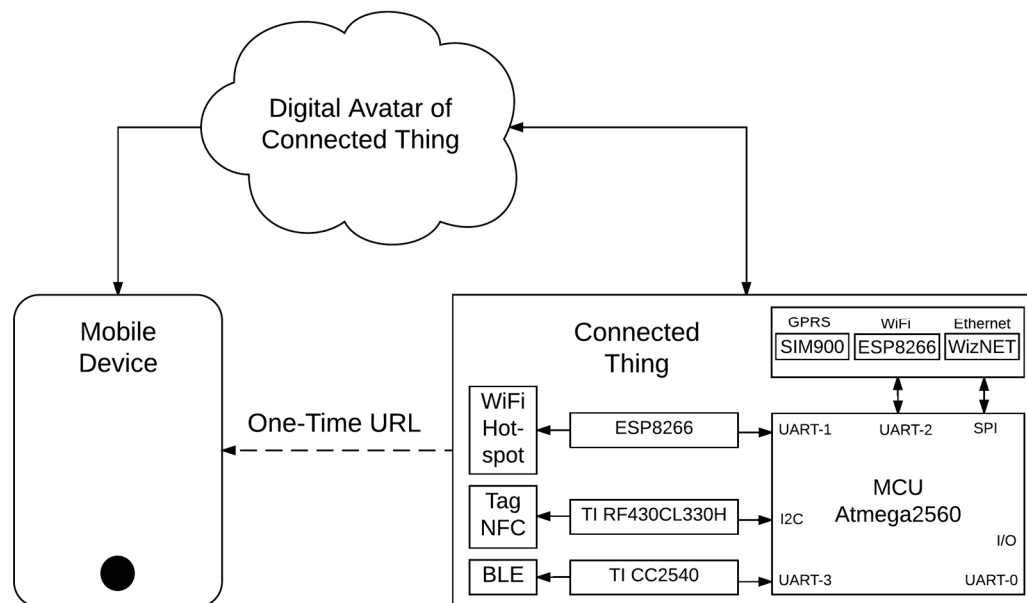 Digital Avatar of
Connected Thing
Mobile
Device
One-Time URL
Connected
Thing
GPRS WiFi Ethernet
SIM900 ESP8266 WizNET
WiFi
Hot-
spot
ESP8266
UART-1 UART-2 SPI
Tag
NFC
TI RF430CL330H
I2C
MCU
Atmega2560
I/O
BLE
TI CC2540
UART-3 UART-0